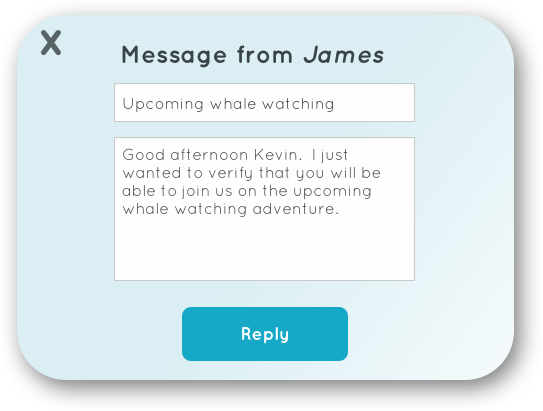 X
Message from James
Upcoming whale watching
Good afternoon Kevin.  I just
wanted to verify that you will be
able to join us on the upcoming
whale watching adventure.
Reply